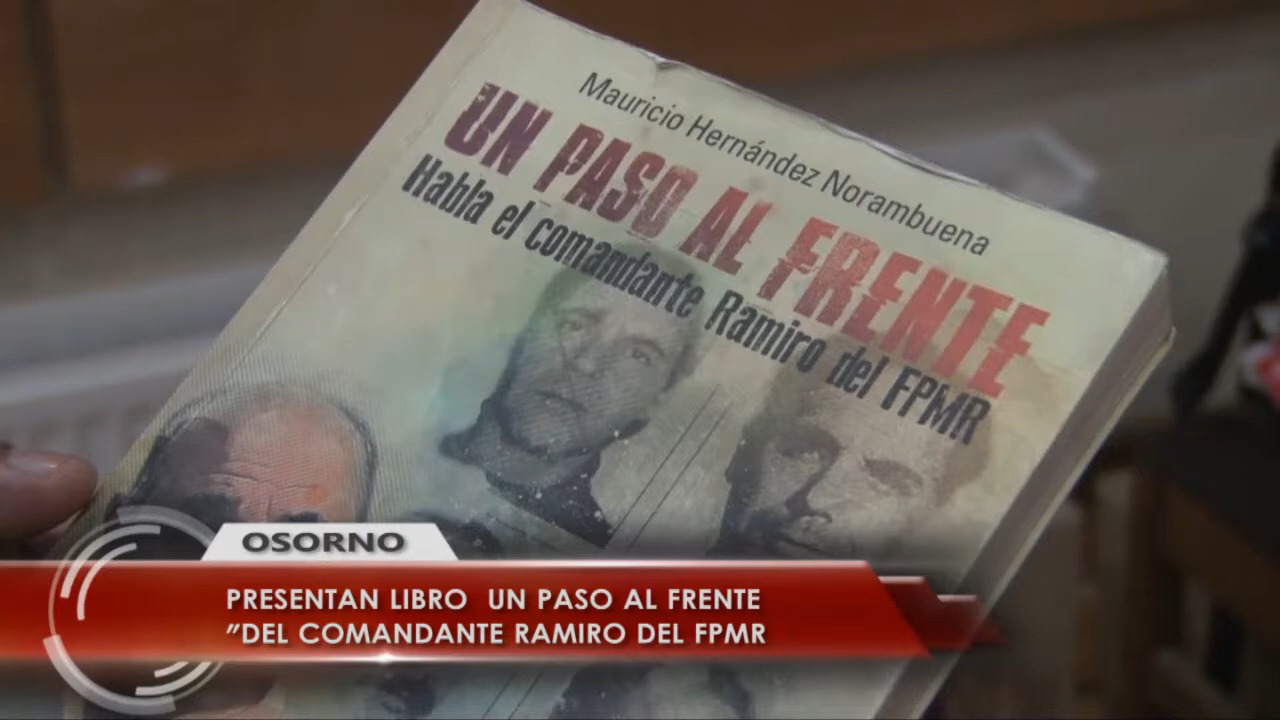 Mauricio Hernández Norambuena
UN PASO AL FRENTE
Habla el comandante Ramiro del FPMR
OSORNO
PRESENTAN LIBRO UN PASO AL FRENTE
"DEL COMANDANTE RAMIRO DEL FPMR